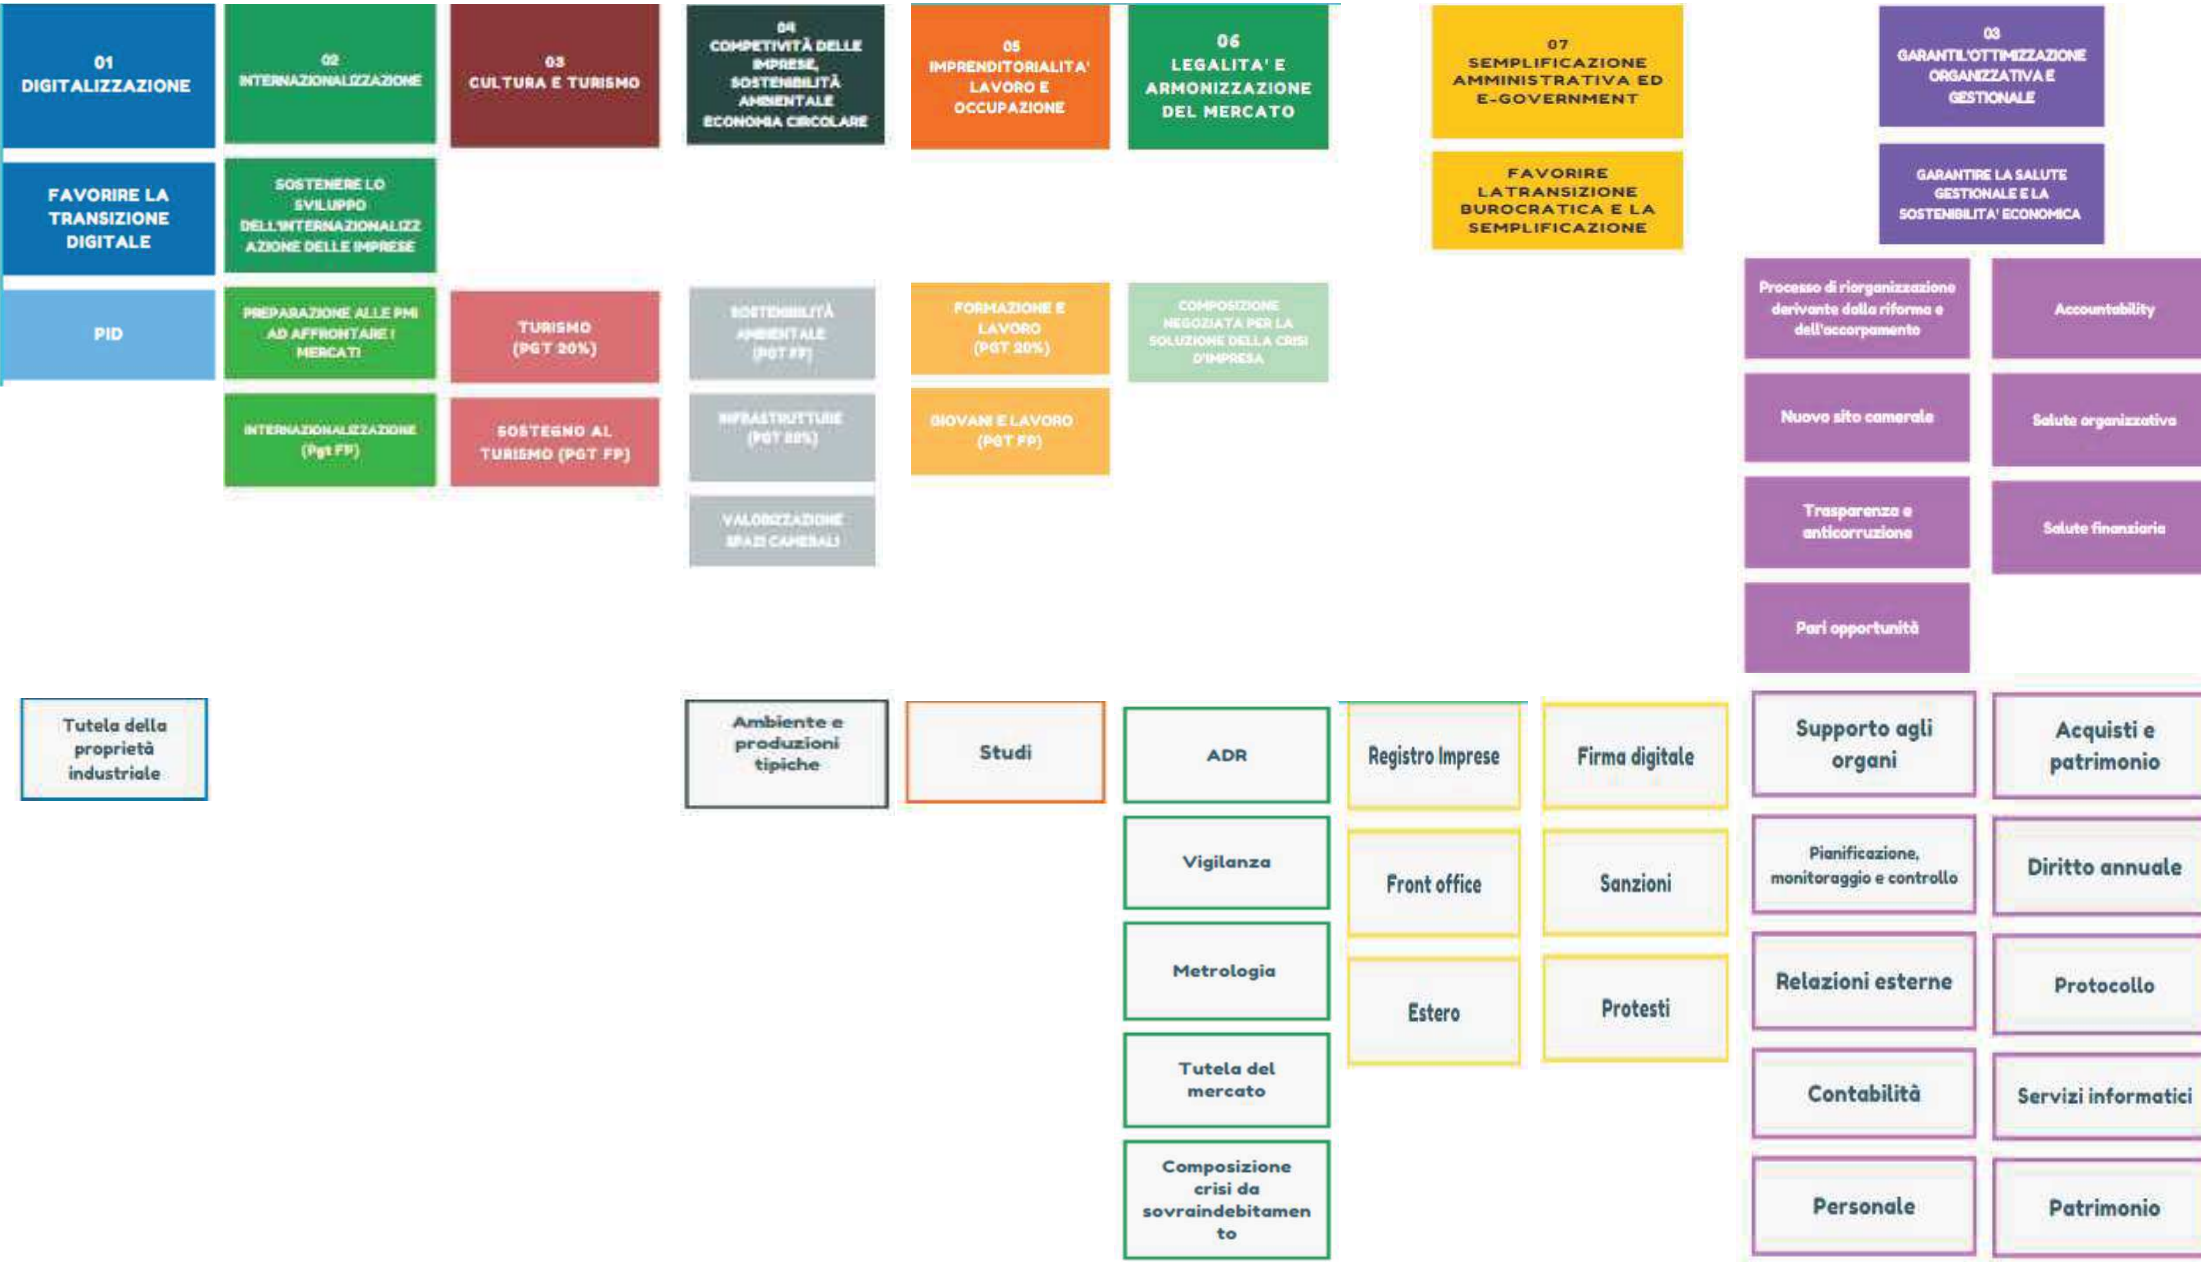 01
DIGITALIZZAZIONE
02
INTERNAZIONALIZZAZIONE
03
CULTURA E TURISMO
04
COMPETIVITÀ DELLE
IMPRESE,
SOSTENIBILITÀ
AMBIENTALE
ECONOMIA CIRCOLARE
05
IMPRENDITORIALITA'
LAVORO E
OCCUPAZIONE
06
LEGALITA' E
ARMONIZZAZIONE
DEL MERCATO
07
SEMPLIFICAZIONE
AMMINISTRATIVA ED
E-GOVERNMENT
03
GARANTIL'OTTIMIZZAZIONE
ORGANIZZATIVA E
GESTIONALE
FAVORIRE LA
TRANSIZIONE
DIGITALE
SOSTENERE LO
SVILUPPO
DELL'INTERNAZIONALIZZ
AZIONE DELLE IMPRESE
FAVORIRE
LATRANSIZIONE
BUROCRATICA E LA
SEMPLIFICAZIONE
GARANTIRE LA SALUTE
GESTIONALE E LA
SOSTENIBILITA' ECONOMICA
PID
PREPARAZIONE ALLE PMI
AD AFFRONTARE I
MERCATI
TURISMO
(PGT 20%)
SOSTENIBILITÀ
AMBIENTALE
(PGT FP)
FORMAZIONE E
LAVORO
(PGT 20%)
COMPOSIZIONE
NEGOZIATA PER LA
SOLUZIONE DELLA CRISI
D'IMPRESA
Processo di riorganizzazione
derivante dalla riforma e
dell'accorpamento
Accountability
INTERNAZIONALIZZAZIONE
(Pgt FP)
SOSTEGNO AL
TURISMO (PGT FP)
INFRASTRUTTURE
(PGT 20%)
GIOVANI E LAVORO
(PGT FP)
Nuovo sito camerale
Salute organizzativa
VALORIZZAZIONE
SPAZI CAMERALI
Trasparenza e
anticorruzione
Salute finanziaria
Pari opportunità
Tutela della
proprietà
industriale
Ambiente e
produzioni
tipiche
Studi
ADR
Registro Imprese
Firma digitale
Supporto agli
organi
Acquisti e
patrimonio
Vigilanza
Front office
Sanzioni
Pianificazione,
monitoraggio e controllo
Diritto annuale
Metrologia
Estero
Protesti
Relazioni esterne
Protocollo
Tutela del
mercato
Contabilità
Servizi informatici
Composizione
crisi da
sovraindebitamen
to
Personale
Patrimonio